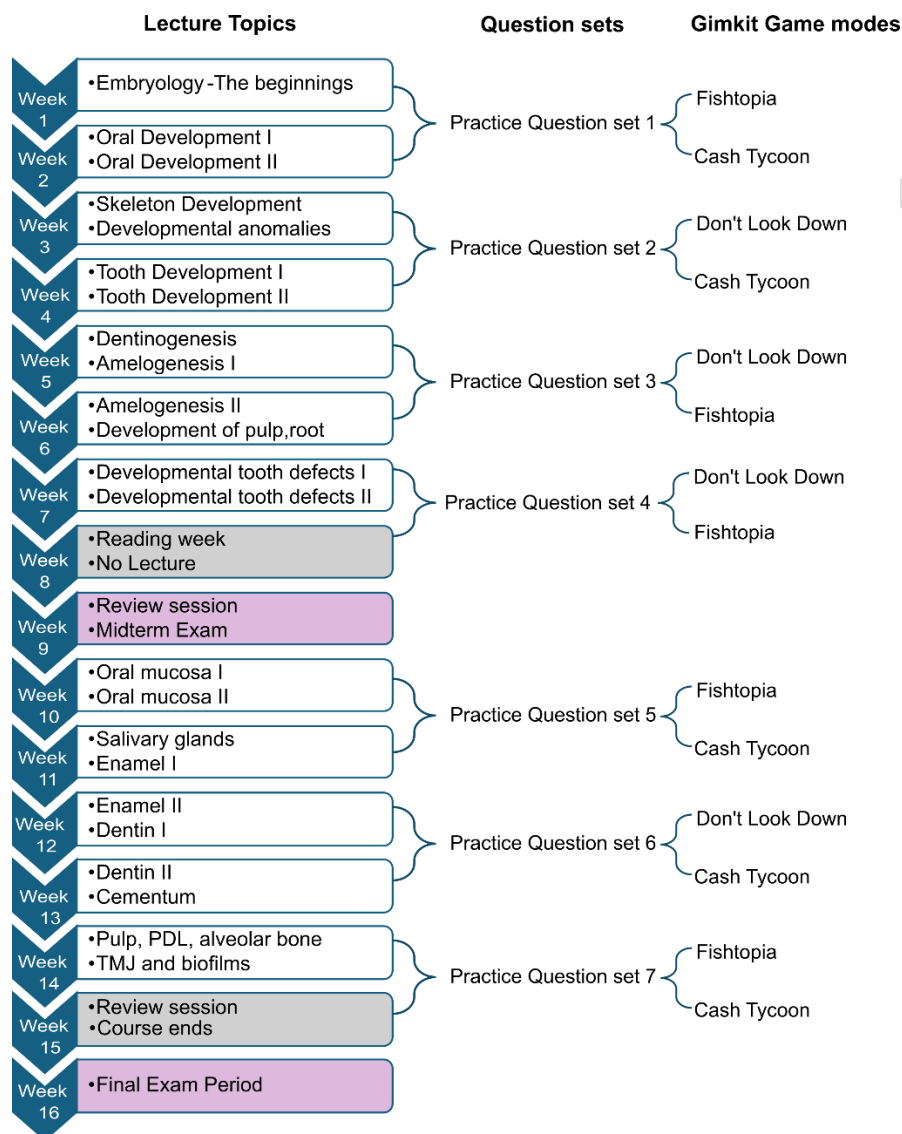 Lecture Topics
Question sets
Gimkit Game modes
Week
1
•Embryology-The beginnings
Week
2
•Oral Development I
•Oral Development II
Practice Question set 1
Fishtopia
Cash Tycoon
Week
3
•Skeleton Development
•Developmental anomalies
Week
4
•Tooth Development I
•Tooth Development II
Practice Question set 2
Don't Look Down
Cash Tycoon
Week
5
•Dentinogenesis
•Amelogenesis I
Week
6
•Amelogenesis II
•Development of pulp,root
Practice Question set 3
Don't Look Down
Fishtopia
Week
7
•Developmental tooth defects I
•Developmental tooth defects II
Week
8
•Reading week
•No Lecture
Practice Question set 4
Don't Look Down
Fishtopia
Week
9
•Review session
•Midterm Exam
Week
10
•Oral mucosa I
•Oral mucosa II
Week
11
•Salivary glands
•Enamel I
Practice Question set 5
Fishtopia
Cash Tycoon
Week
12
•Enamel II
•Dentin I
Week
13
•Dentin II
•Cementum
Practice Question set 6
Don't Look Down
Cash Tycoon
Week
14
•Pulp, PDL, alveolar bone
•TMJ and biofilms
Week
15
•Review session
•Course ends
Practice Question set 7
Fishtopia
Cash Tycoon
Week
16
•Final Exam Period